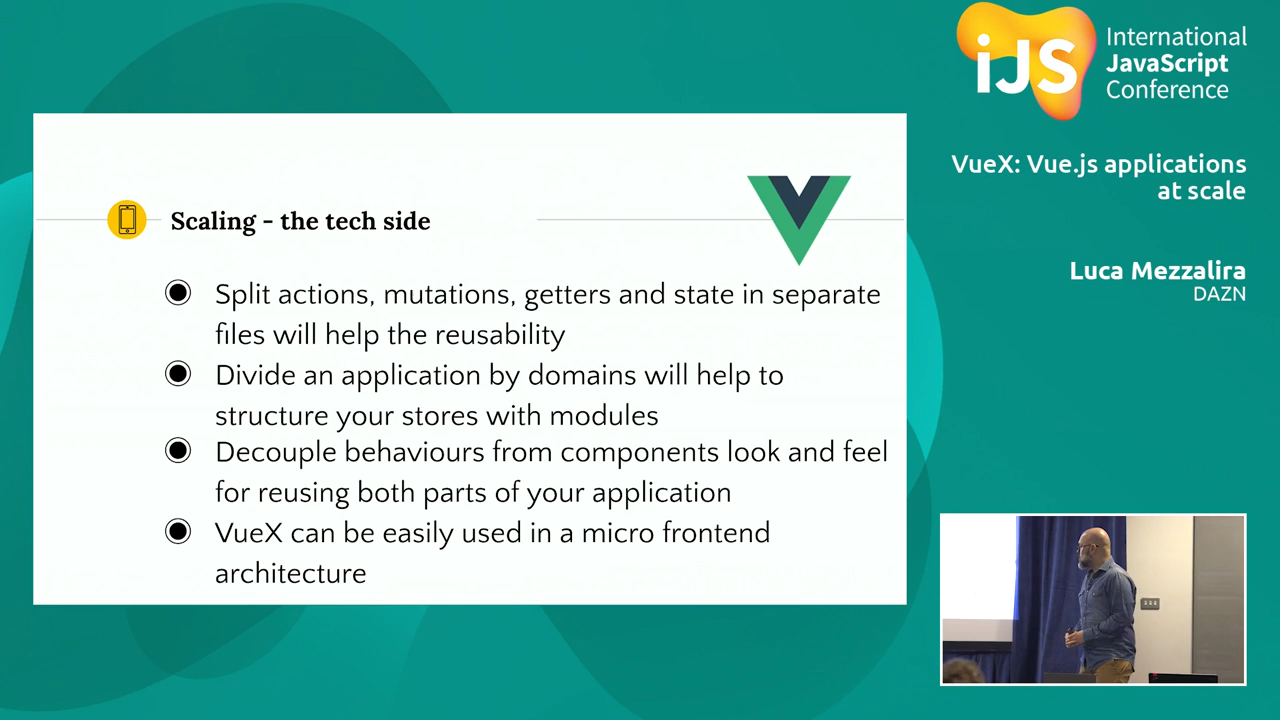 iJS
International
JavaScript
Conference
VueX: Vue.js applications
at scale
Luca Mezzalira
DAZN
Scaling - the tech side
Split actions, mutations, getters and state in separate
files will help the reusability
Divide an application by domains will help to
structure your stores with modules
Decouple behaviours from components look and feel
for reusing both parts of your application
VueX can be easily used in a micro frontend
architecture